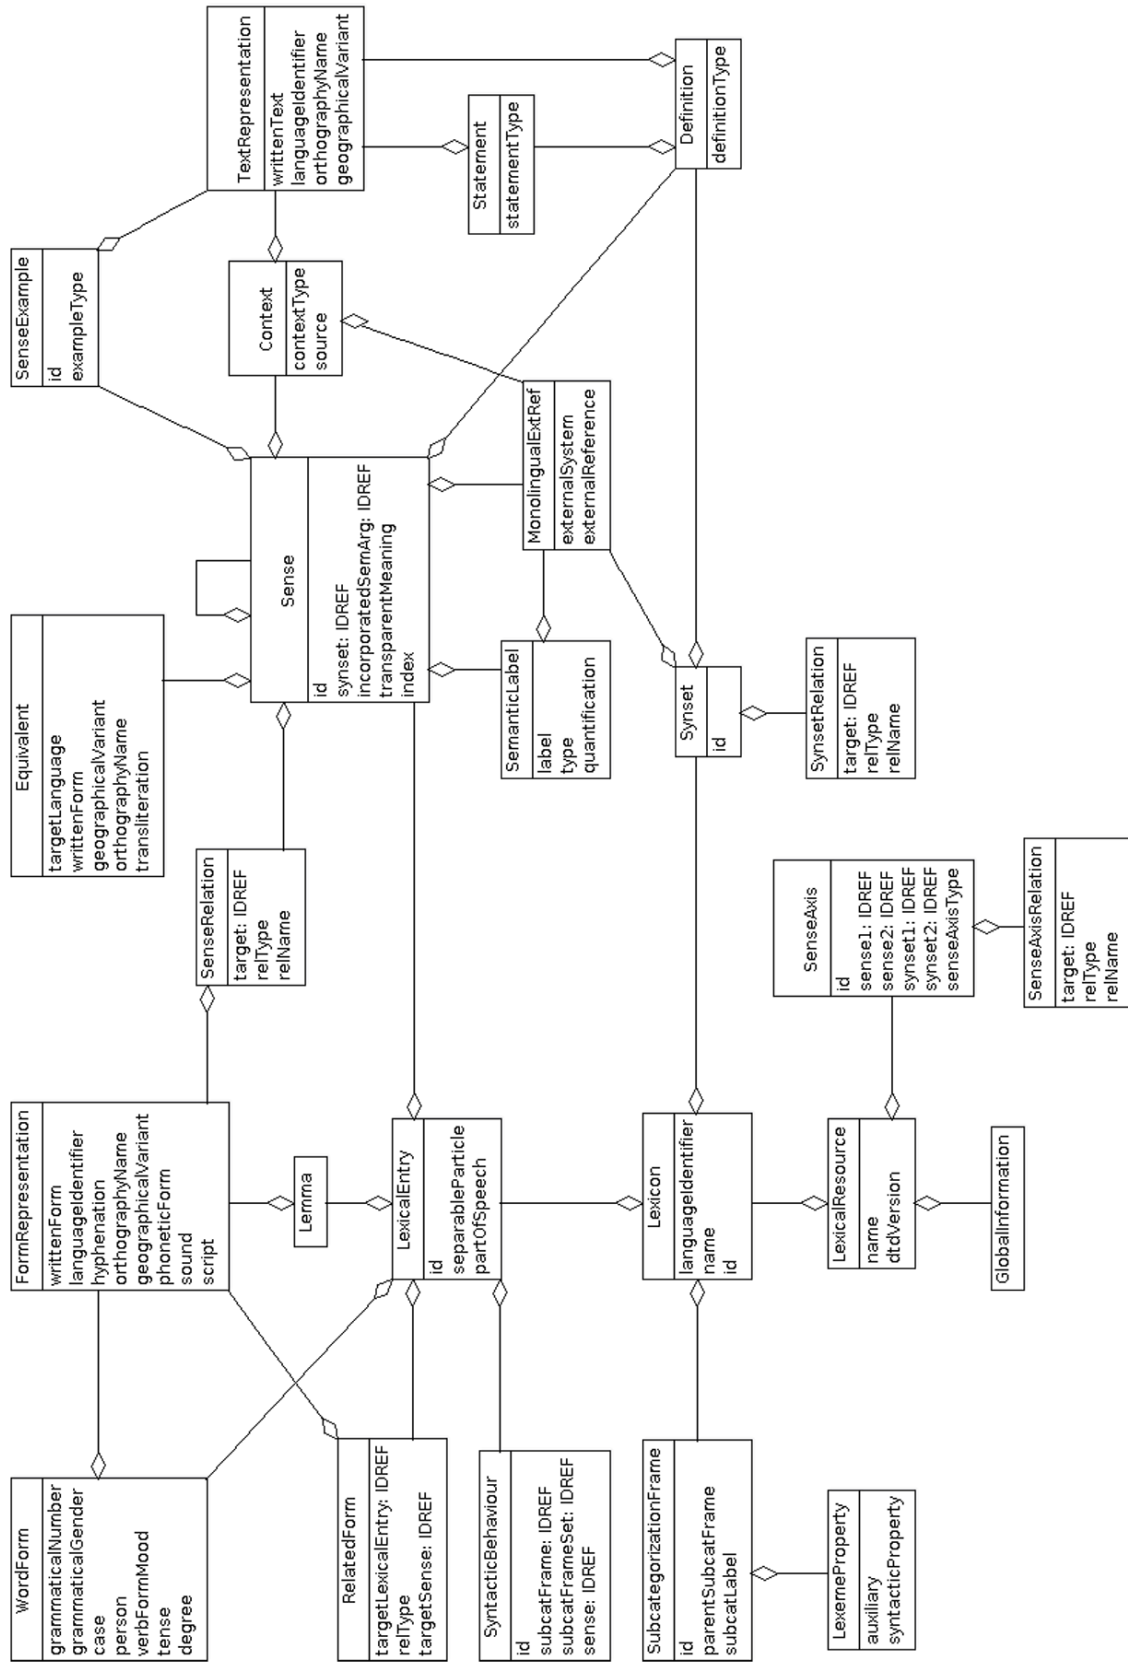 WordForm
grammaticalNumber
grammaticalGender
case
person
verbFormMood
tense
degree
FormRepresentation
writtenForm
languageIdentifier
hyphenation
orthographyName
geographicalVariant
phoneticForm
sound
script
SenseRelation
target: IDREF
relType
relName
Equivalent
targetLanguage
writtenForm
geographicalVariant
orthographyName
transliteration
SenseExample
id
exampleType
TextRepresentation
writtenText
languageIdentifier
orthographyName
geographicalVariant
Lemma
Sense
id
synset: IDREF
incorporatedSemArg: IDREF
transparentMeaning
index
Context
contextType
source
RelatedForm
targetLexicalEntry: IDREF
relType
targetSense: IDREF
LexicalEntry
id
separableParticle
partOfSpeech
Statement
statementType
SyntacticBehaviour
id
subcatFrame: IDREF
subcatFrameSet: IDREF
sense: IDREF
SemanticLabel
label
type
quantification
MonolingualExtRef
externalSystem
externalReference
SubcategorizationFrame
id
parentSubcatFrame
subcatLabel
Lexicon
languageIdentifier
name
id
Synset
id
Definition
definitionType
LexemeProperty
auxiliary
syntacticProperty
LexicalResource
name
dtdVersion
SenseAxis
id
sense1: IDREF
sense2: IDREF
synset1: IDREF
synset2: IDREF
senseAxisType
SynsetRelation
target: IDREF
relType
relName
GlobalInformation
SenseAxisRelation
target: IDREF
relType
relName